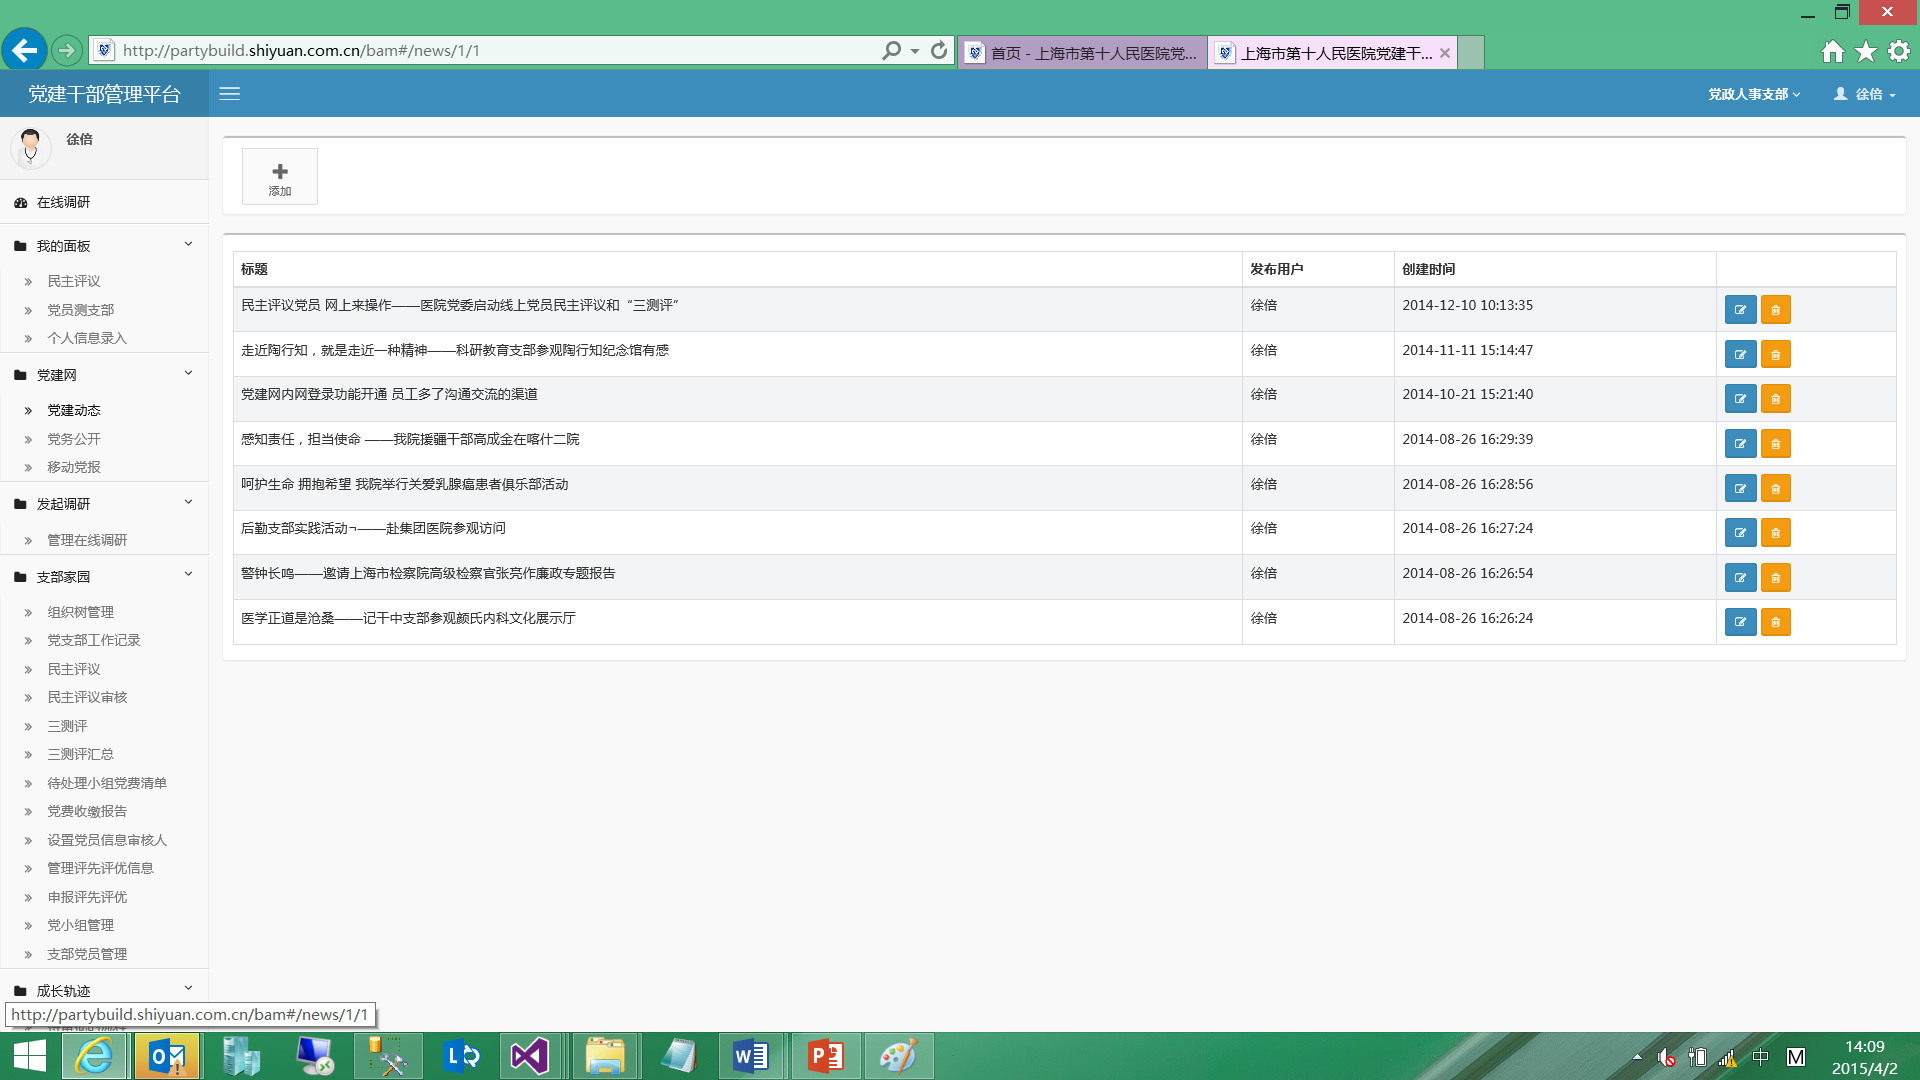 http://partybuild.shiyuan.com.cn/bam#/news/1/1
首页 - 上海市第十人民医院党...
上海市第十人民医院党建干...
党建干部管理平台
党政人事支部
徐倍
徐倍
添加
在线调研
我的面板
民主评议
党员测支部
个人信息录入
党建网
党建动态
党务公开
移动党报
发起调研
管理在线调研
支部家园
组织树管理
党支部工作记录
民主评议
民主评议审核
三测评
三测评汇总
待处理小组党费清单
党费收缴报告
设置党员信息审核人
管理评先评优信息
申报评先评优
党小组管理
支部党员管理
成长轨迹
标题 发布用户 创建时间
民主评议党员 网上来操作——医院党委启动线上党员民主评议和“三测评” 徐倍 2014-12-10 10:13:35
走近陶行知，就是走近一种精神——科研教育支部参观陶行知纪念馆有感 徐倍 2014-11-11 15:14:47
党建网内网登录功能开通 员工多了沟通交流的渠道 徐倍 2014-10-21 15:21:40
感知责任，担当使命 ——我院援疆干部高成金在喀什二院 徐倍 2014-08-26 16:29:39
呵护生命 拥抱希望 我院举行关爱乳腺癌患者俱乐部活动 徐倍 2014-08-26 16:28:56
后勤支部实践活动¬——赴集团医院参观访问 徐倍 2014-08-26 16:27:24
警钟长鸣——邀请上海市检察院高级检察官张亮作廉政专题报告 徐倍 2014-08-26 16:26:54
医学正道是沧桑——记干中支部参观颜氏内科文化展示厅 徐倍 2014-08-26 16:26:24
http://partybuild.shiyuan.com.cn/bam#/news/1/1
中
M
14:09
2015/4/2